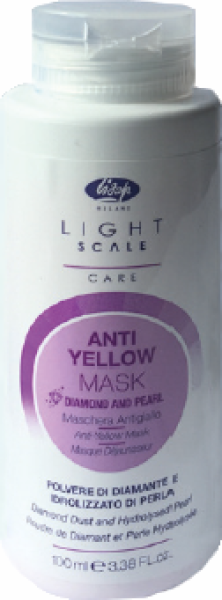 Lisap
MILANO
LIGHT
SCALE
CARE
ANTI
YELLOW
MASK
DIAMOND AND PEARL
Maschera Antigiallo
Anti-Yellow Mask
Masque Déjaunisseur
POLVERE DI DIAMANTE E
IDROLIZZATO DI PERLA
Diamond Dust and Hydrolysed Pearl
Poudre de Diamant et Perle Hydrolysée
100 ml e 3.38 Fl. Oz.